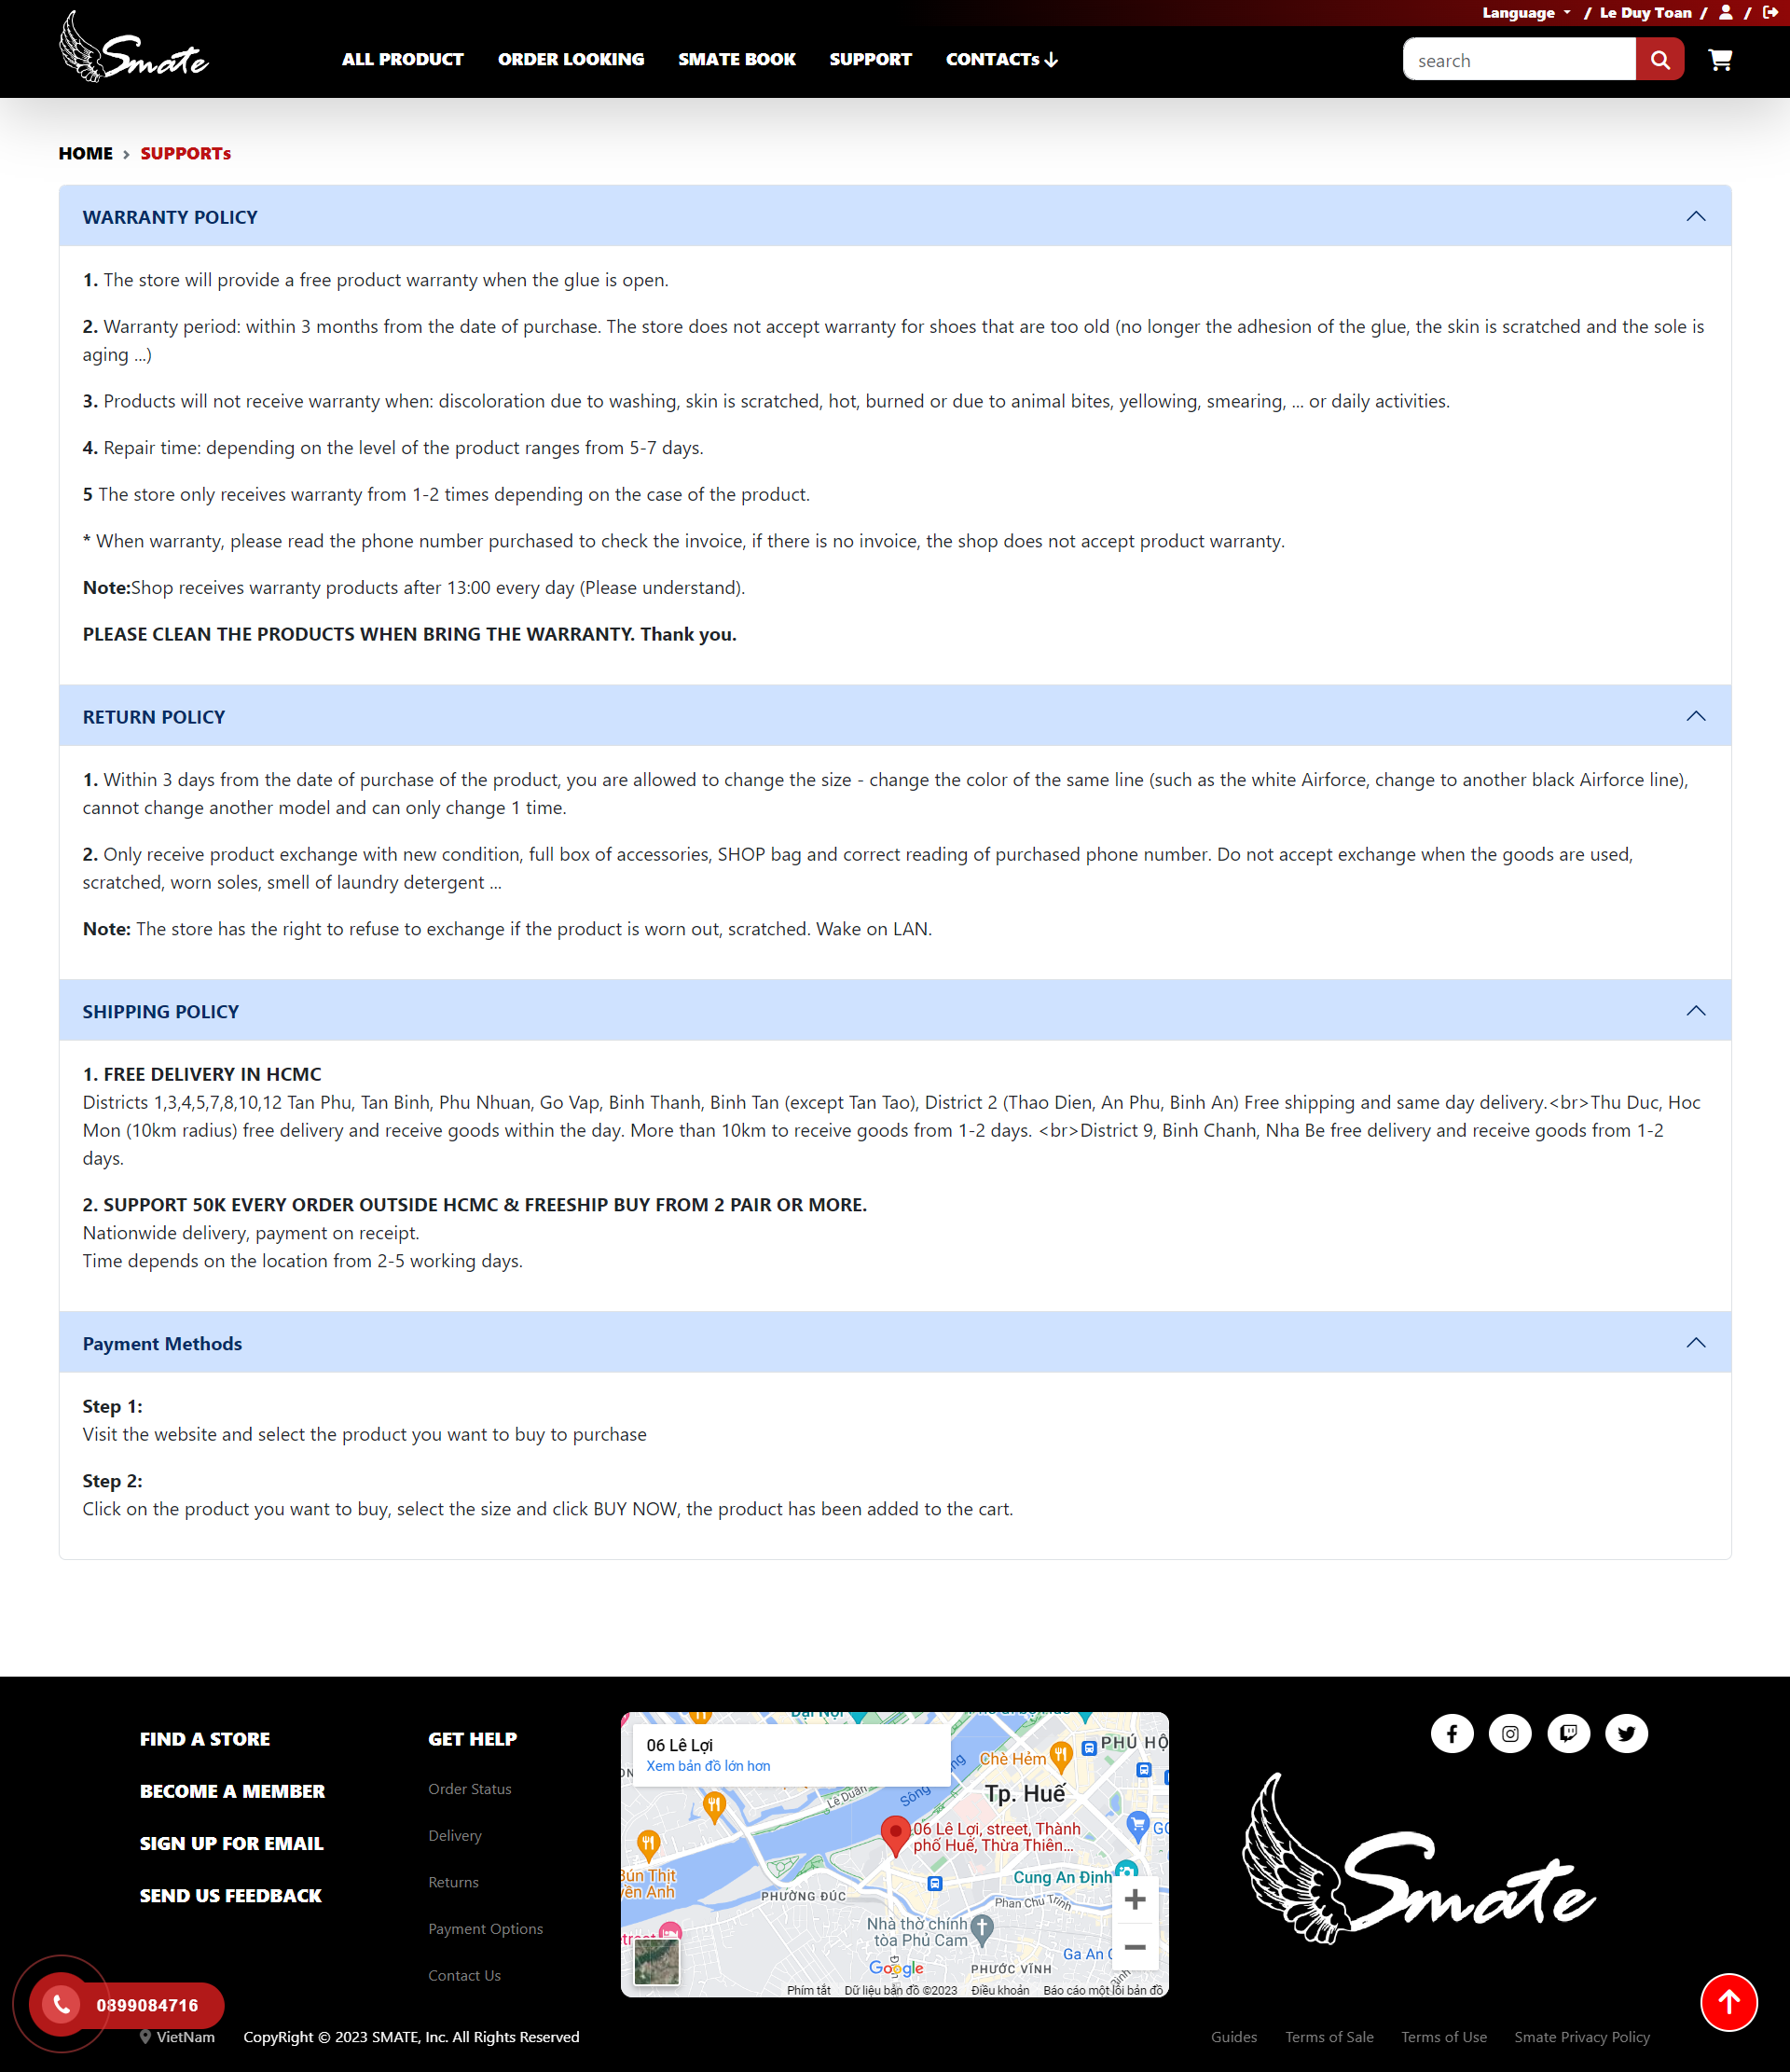 Language / Le Duy Toan / /
Smate
ALL PRODUCT ORDER LOOKING SMATE BOOK SUPPORT CONTACTs
search
HOME > SUPPORTs
WARRANTY POLICY
1. The store will provide a free product warranty when the glue is open.
2. Warranty period: within 3 months from the date of purchase. The store does not accept warranty for shoes that are too old (no longer the adhesion of the glue, the skin is scratched and the sole is
aging ...)
3. Products will not receive warranty when: discoloration due to washing, skin is scratched, hot, burned or due to animal bites, yellowing, smearing, ... or daily activities.
4. Repair time: depending on the level of the product ranges from 5-7 days.
5 The store only receives warranty from 1-2 times depending on the case of the product.
* When warranty, please read the phone number purchased to check the invoice, if there is no invoice, the shop does not accept product warranty.
Note:Shop receives warranty products after 13:00 every day (Please understand).
PLEASE CLEAN THE PRODUCTS WHEN BRING THE WARRANTY. Thank you.
RETURN POLICY
1. Within 3 days from the date of purchase of the product, you are allowed to change the size - change the color of the same line (such as the white Airforce, change to another black Airforce line),
cannot change another model and can only change 1 time.
2. Only receive product exchange with new condition, full box of accessories, SHOP bag and correct reading of purchased phone number. Do not accept exchange when the goods are used,
scratched, worn soles, smell of laundry detergent ...
Note: The store has the right to refuse to exchange if the product is worn out, scratched. Wake on LAN.
SHIPPING POLICY
1. FREE DELIVERY IN HCMC
Districts 1,3,4,5,7,8,10,12 Tan Phu, Tan Binh, Phu Nhuan, Go Vap, Binh Thanh, Binh Tan (except Tan Tao), District 2 (Thao Dien, An Phu, Binh An) Free shipping and same day delivery.<br>Thu Duc, Hoc
Mon (10km radius) free delivery and receive goods within the day. More than 10km to receive goods from 1-2 days. <br>District 9, Binh Chanh, Nha Be free delivery and receive goods from 1-2
days.
2. SUPPORT 50K EVERY ORDER OUTSIDE HCMC & FREESHIP BUY FROM 2 PAIR OR MORE.
Nationwide delivery, payment on receipt.
Time depends on the location from 2-5 working days.
Payment Methods
Step 1:
Visit the website and select the product you want to buy to purchase
Step 2:
Click on the product you want to buy, select the size and click BUY NOW, the product has been added to the cart.
FIND A STORE
BECOME A MEMBER
SIGN UP FOR EMAIL
SEND US FEEDBACK
GET HELP
Order Status
Delivery
Returns
Payment Options
Contact Us
06 Lê Lợi
Xem bản đồ lớn hơn
PHÚ HỘ
Chè Hẻm
Tp. Huế
Lê Duẩn
Sông
06 Lê Lợi, street, Thành
phố Huế, Thừa Thiên...
Bún Thịt
Cung An Định
PHƯỜNG ĐÚC
Phan Chu Trinh
Nhà thờ chính
tòa Phủ Cam
Ga An
Google
PHƯỚC VĨNH
Phím tắt Dữ liệu bản đồ ©2023 Điều khoản Báo cáo một lỗi bản đồ
Smate
0899084716
VietNam CopyRight © 2023 SMATE, Inc. All Rights Reserved
Guides Terms of Sale Terms of Use Smate Privacy Policy